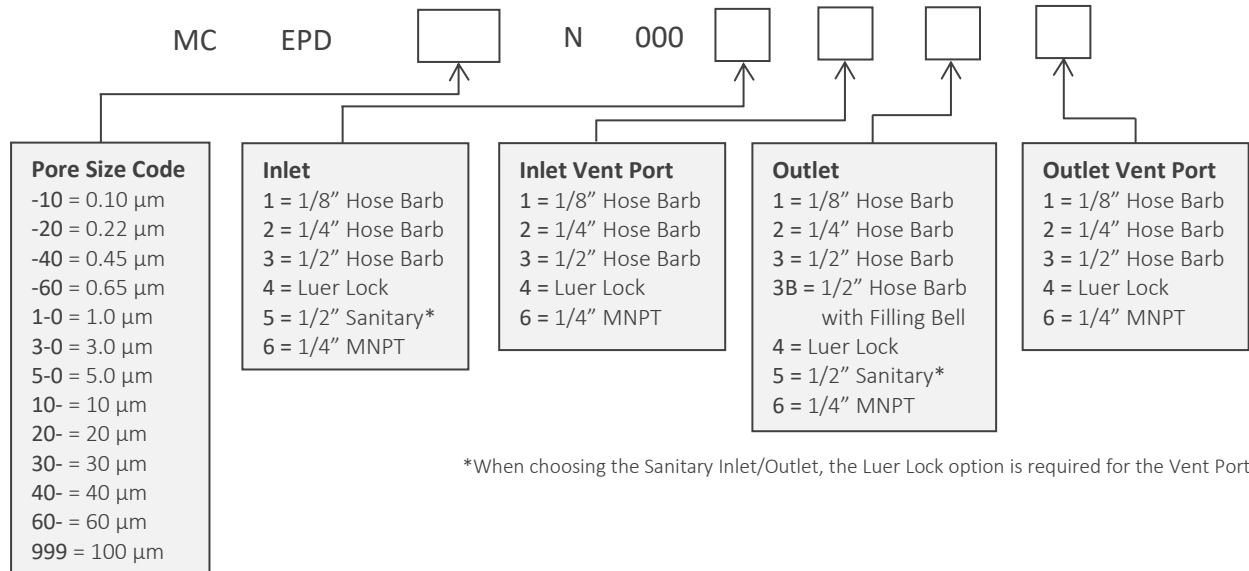 MC EPD N 000
Pore Size Code
-10 = 0.10 µm
-20 = 0.22 µm
-40 = 0.45 µm
-60 = 0.65 µm
1-0 = 1.0 µm
3-0 = 3.0 µm
5-0 = 5.0 µm
10- = 10 µm
20- = 20 µm
30- = 30 µm
40- = 40 µm
60- = 60 µm
999 = 100 µm
Inlet
1 = 1/8” Hose Barb
2 = 1/4” Hose Barb
3 = 1/2” Hose Barb
4 = Luer Lock
5 = 1/2” Sanitary*
6 = 1/4” MNPT
Inlet Vent Port
1 = 1/8” Hose Barb
2 = 1/4” Hose Barb
3 = 1/2” Hose Barb
4 = Luer Lock
6 = 1/4” MNPT
Outlet
1 = 1/8” Hose Barb
2 = 1/4” Hose Barb
3 = 1/2” Hose Barb
3B = 1/2” Hose Barb
with Filling Bell
4 = Luer Lock
5 = 1/2” Sanitary*
6 = 1/4” MNPT
Outlet Vent Port
1 = 1/8” Hose Barb
2 = 1/4” Hose Barb
3 = 1/2” Hose Barb
4 = Luer Lock
6 = 1/4” MNPT
*When choosing the Sanitary Inlet/Outlet, the Luer Lock option is required for the Vent Port